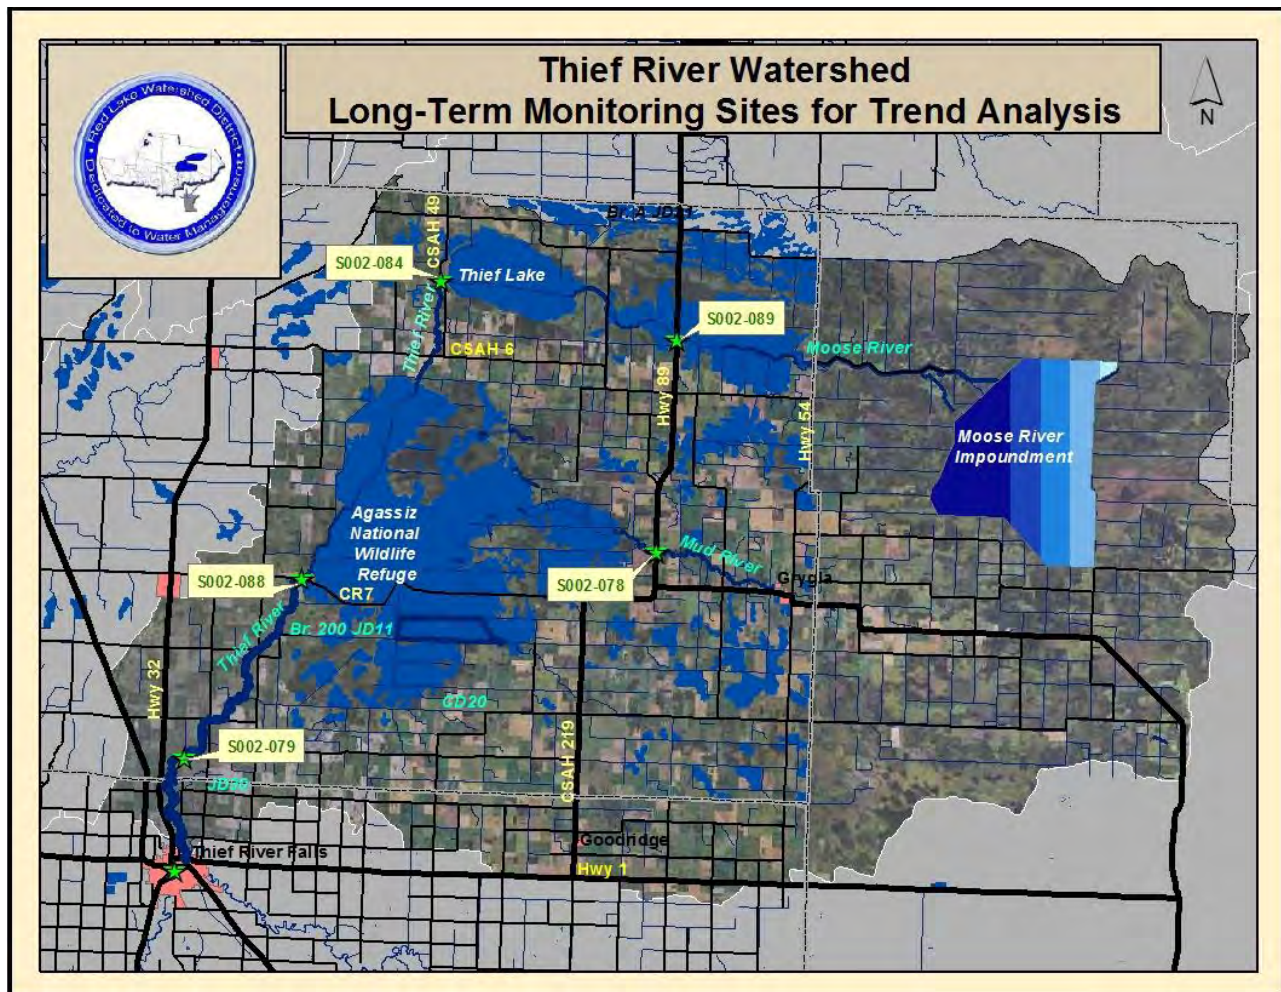 Thief River Watershed
Long-Term Monitoring Sites for Trend Analysis
Red Lake Watershed District
Dedicated to Water Management
N
CSAH 49
S002-084
Thief Lake
Thief River
CSAH 6
S002-089
Moose River
Hwy 89
Hwy 54
Moose River
Impoundment
Agassiz
National
Wildlife
Refuge
S002-088
CR7
S002-078
Mud River
Grygla
Thief River
Br. 200 JD11
CD20
Hwy 32
S002-079
CSAH 219
Goodridge
Thief River Falls
Hwy 1